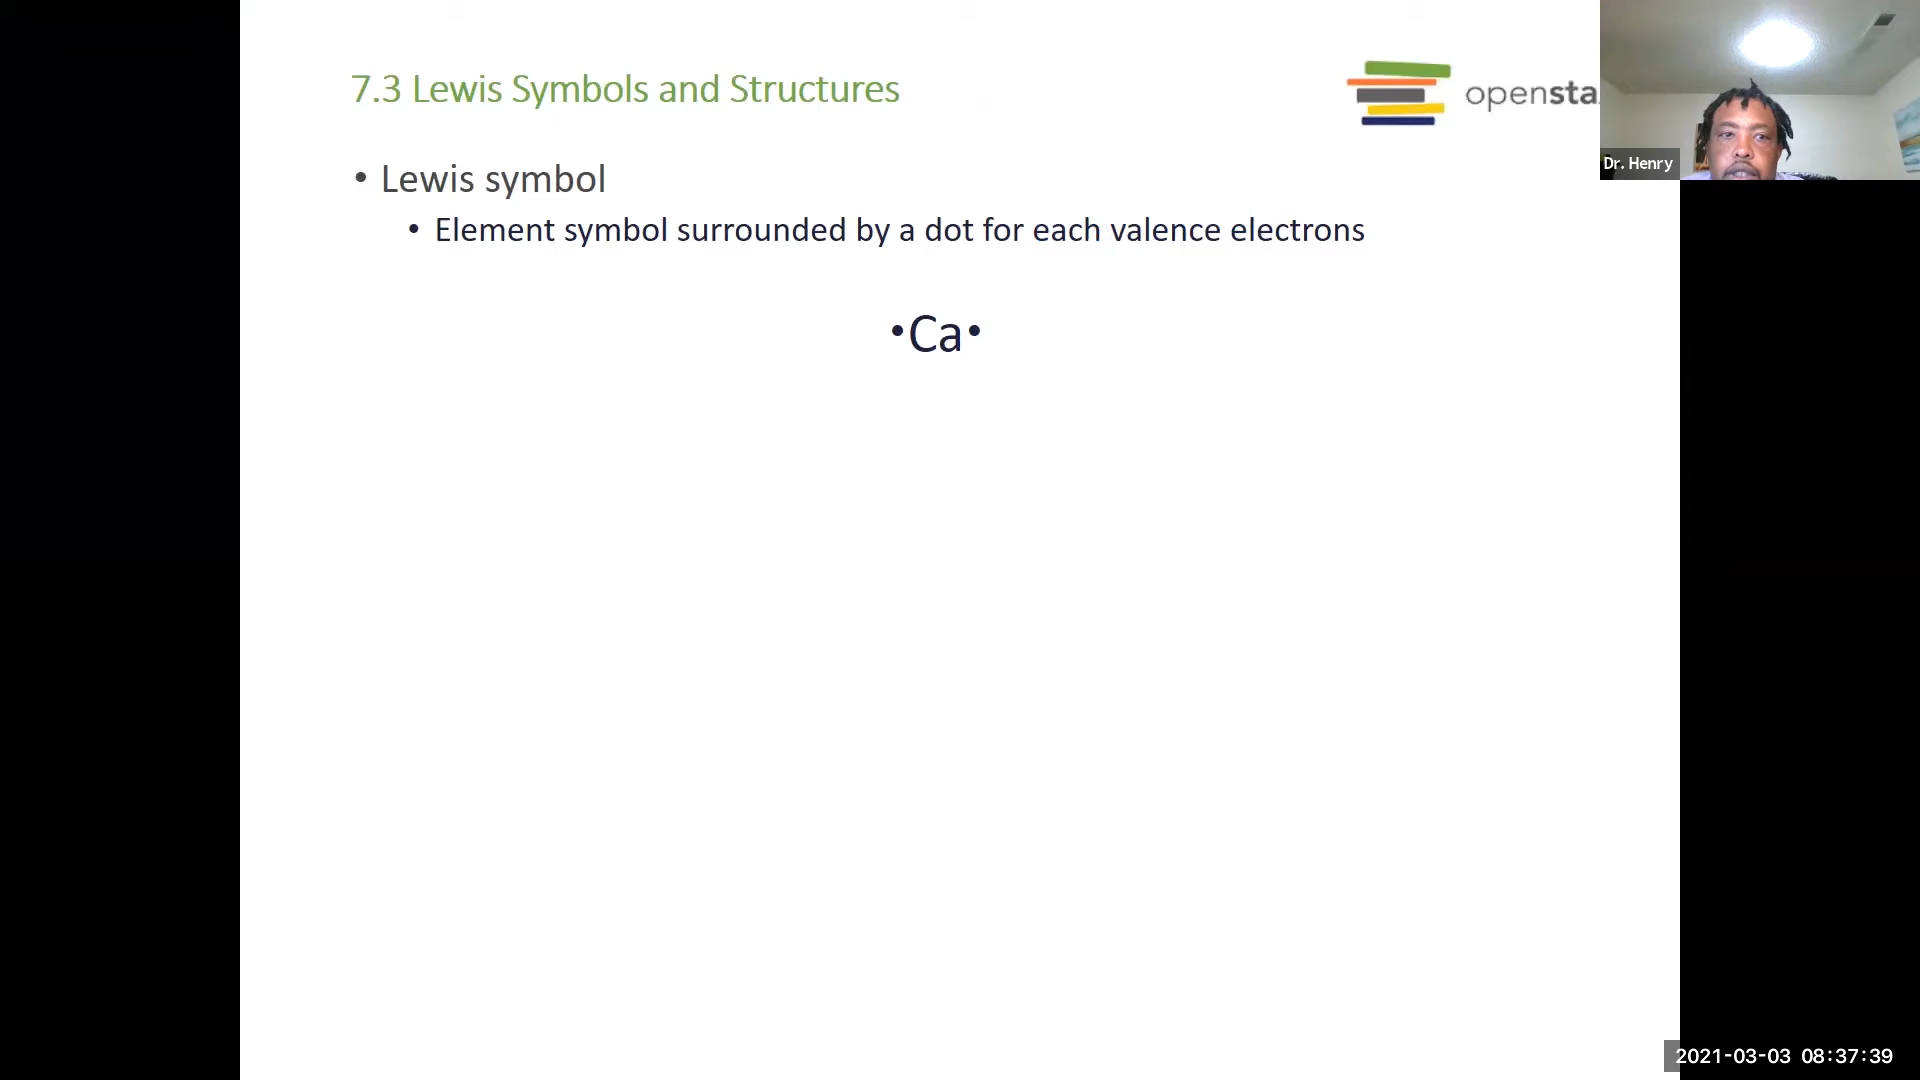 7.3 Lewis Symbols and Structures
opensta
Dr. Henry
• Lewis symbol
• Element symbol surrounded by a dot for each valence electrons
•Ca•
2021-03-03 08:37:39